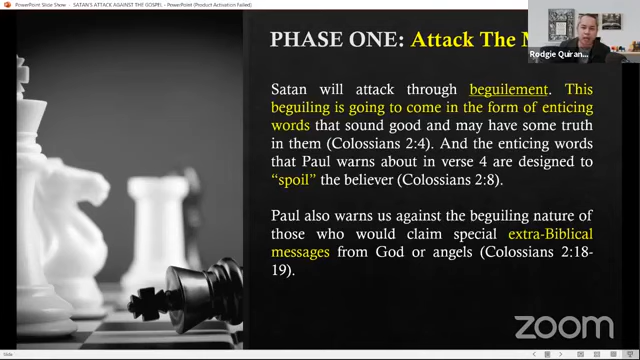 PowerPoint Slide Show - SATAN'S ATTACK AGAINST THE GOSPEL - PowerPoint (Product Activation Failed)
PHASE ONE: Attack The
Rodgie Quiran...
Satan will attack through beguilement. This
beguiling is going to come in the form of enticing
words that sound good and may have some truth
in them (Colossians 2:4). And the enticing words
that Paul warns about in verse 4 are designed to
“spoil” the believer (Colossians 2:8).
Paul also warns us against the beguiling nature of
those who would claim special extra-Biblical
messages from God or angels (Colossians 2:18-
19).
zoom
Slide